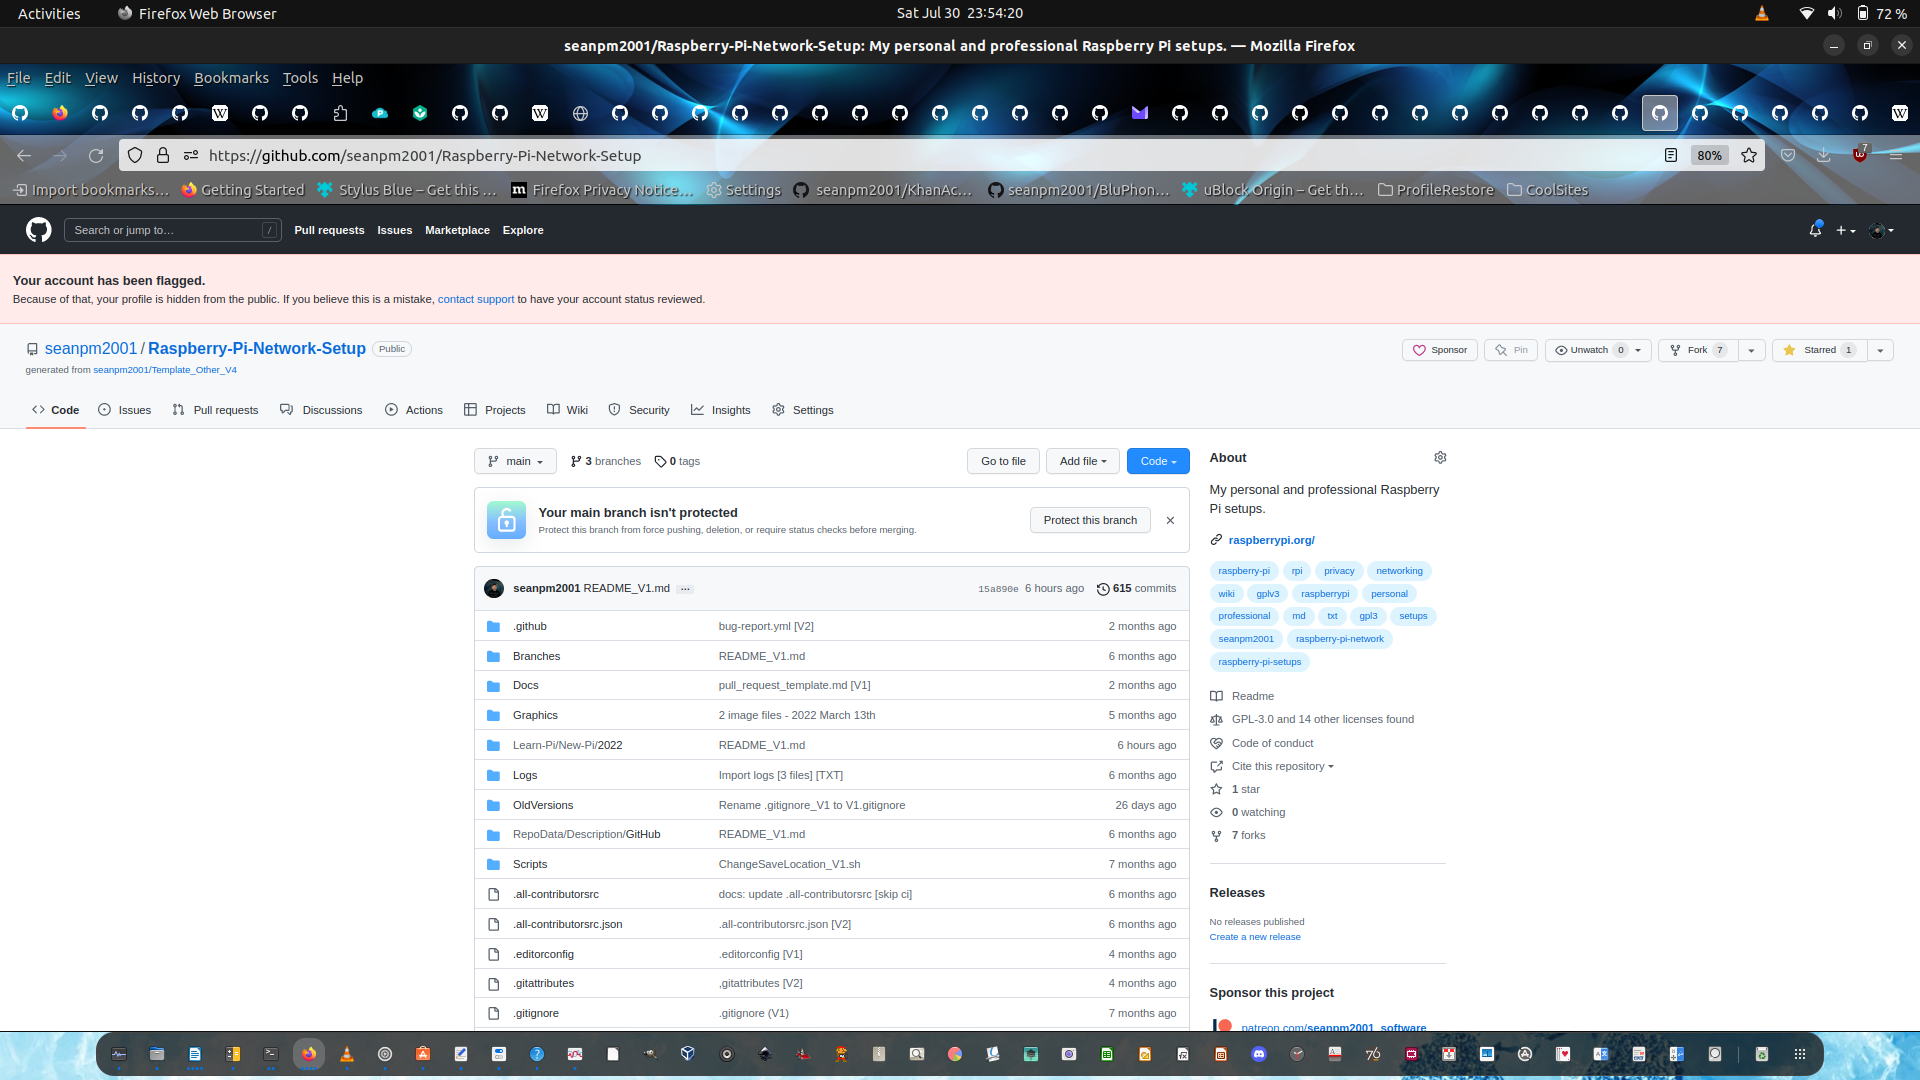 Activities Firefox Web Browser Sat Jul 30 23:54:20 72 %
seanpm2001/Raspberry-Pi-Network-Setup: My personal and professional Raspberry Pi setups. — Mozilla Firefox
File Edit View History Bookmarks Tools Help
https://github.com/seanpm2001/Raspberry-Pi-Network-Setup 80% 7
Import bookmarks... Getting Started Stylus Blue – Get this ... Firefox Privacy Notice... Settings seanpm2001/KhanAc... seanpm2001/BluPhon... uBlock Origin – Get th... ProfileRestore CoolSites
Search or jump to... / Pull requests Issues Marketplace Explore
Your account has been flagged.
Because of that, your profile is hidden from the public. If you believe this is a mistake, contact support to have your account status reviewed.
seanpm2001 / Raspberry-Pi-Network-Setup Public Sponsor Pin Unwatch 0 Fork 7 Starred 1
generated from seanpm2001/Template_Other_V4
Code Issues Pull requests Discussions Actions Projects Wiki Security Insights Settings
main 3 branches 0 tags Go to file Add file Code
Your main branch isn't protected
Protect this branch from force pushing, deletion, or require status checks before merging.
Protect this branch
seanpm2001 README_V1.md ... 15a890e 6 hours ago 615 commits
.github bug-report.yml [V2] 2 months ago
Branches README_V1.md 6 months ago
Docs pull_request_template.md [V1] 2 months ago
Graphics 2 image files - 2022 March 13th 5 months ago
Learn-Pi/New-Pi/2022 README_V1.md 6 hours ago
Logs Import logs [3 files] [TXT] 6 months ago
OldVersions Rename .gitignore_V1 to V1.gitignore 26 days ago
RepoData/Description/GitHub README_V1.md 6 months ago
Scripts ChangeSaveLocation_V1.sh 7 months ago
.all-contributorsrc docs: update .all-contributorsrc [skip ci] 6 months ago
.all-contributorsrc.json .all-contributorsrc.json [V2] 6 months ago
.editorconfig .editorconfig [V1] 4 months ago
.gitattributes ,gitattributes [V2] 4 months ago
.gitignore .gitignore (V1) 7 months ago
About
My personal and professional Raspberry
Pi setups.
raspberrypi.org/
raspberry-pi rpi privacy networking
wiki gplv3 raspberrypi personal
professional md txt gpl3 setups
seanpm2001 raspberry-pi-network
raspberry-pi-setups
Readme
GPL-3.0 and 14 other licenses found
Code of conduct
Cite this repository
1 star
0 watching
7 forks
Releases
No releases published
Create a new release
Sponsor this project
patreon.com/seanpm2001_software